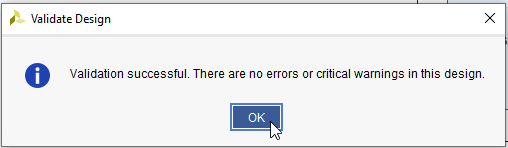 Validate Design
Validation successful. There are no errors or critical warnings in this design.
OK